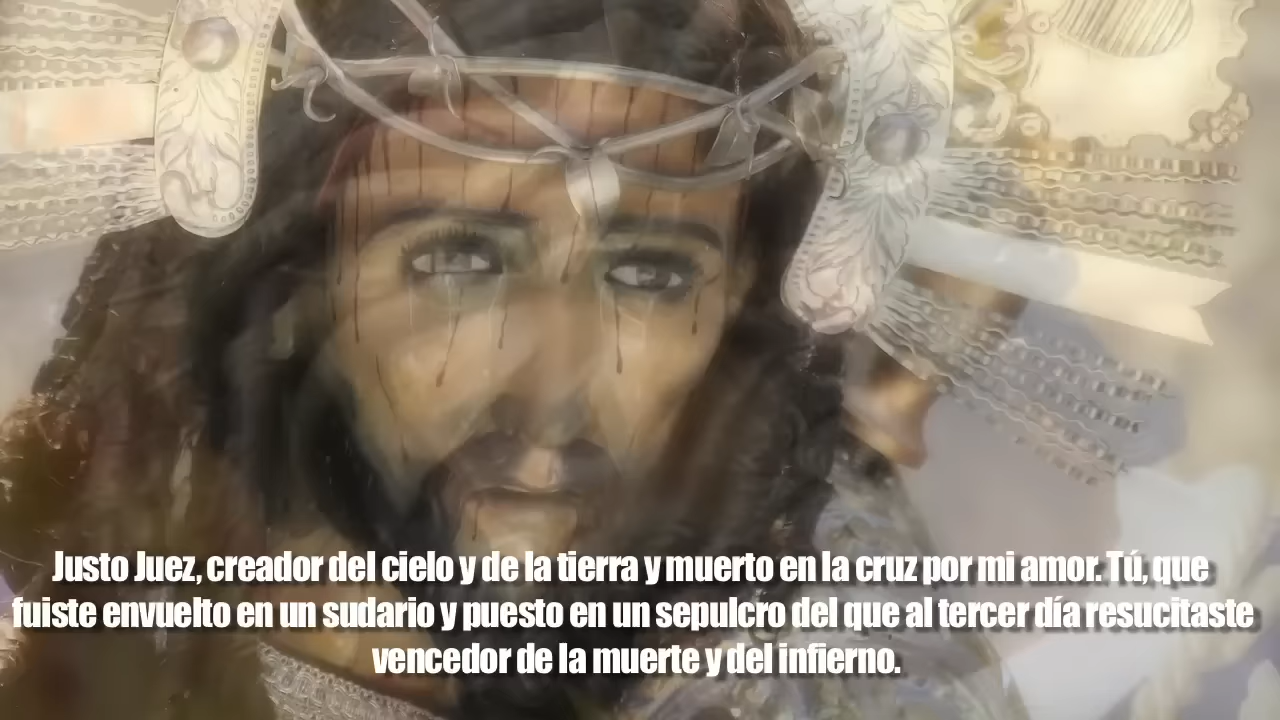 Justo Juez, creador del cielo y de la tierra y muerto en la cruz por mi amor. Tú, que
fuiste envuelto en un sudario y puesto en un sepulcro del que al tercer día resucitaste
vencedor de la muerte y del infierno.